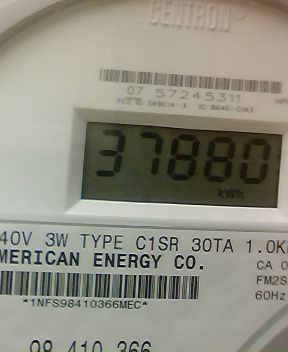 CENTRON®
07 57245311
37880
kWh
40V 3W TYPE C1SR 30TA 1.0K
MERICAN ENERGY CO.
CA 0
FM2S
60Hz
*1NFS98410366MEC*
98 410 366